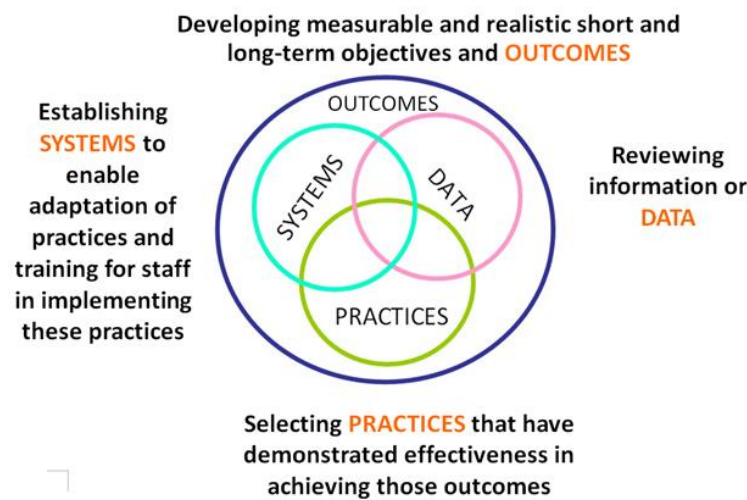 Developing measurable and realistic short and
long-term objectives and OUTCOMES
Establishing
SYSTEMS to
enable
adaptation of
practices and
training for staff
in implementing
these practices
OUTCOMES
SYSTEMS
DATA
PRACTICES
Reviewing
information or
DATA
Selecting PRACTICES that have
demonstrated effectiveness in
achieving those outcomes